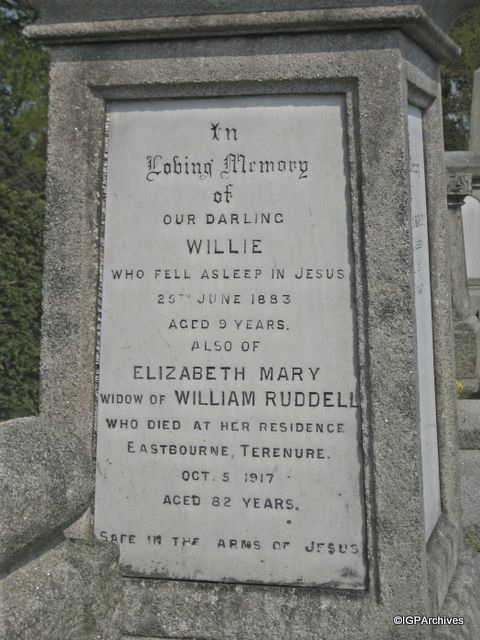 In
Loving Memory
of
OUR DARLING
WILLIE
WHO FELL ASLEEP IN JESUS
25TH JUNE 1883
AGED 9 YEARS.
ALSO OF
ELIZABETH MARY
WIDOW OF WILLIAM RUDDELL
WHO DIED AT HER RESIDENCE
EASTBOURNE, TERENURE.
OCT. 5 1917
AGED 82 YEARS.
SAFE IN THE ARMS OF JESUS
©IGPArchives